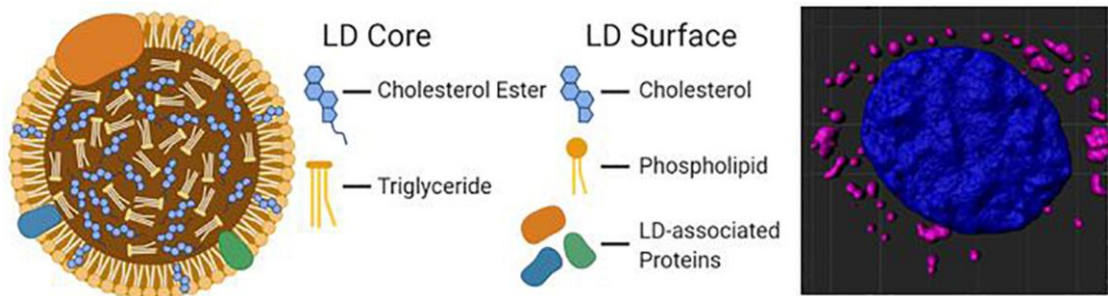 LD Core
Cholesterol Ester
Triglyceride
LD Surface
Cholesterol
Phospholipid
LD-associated
Proteins